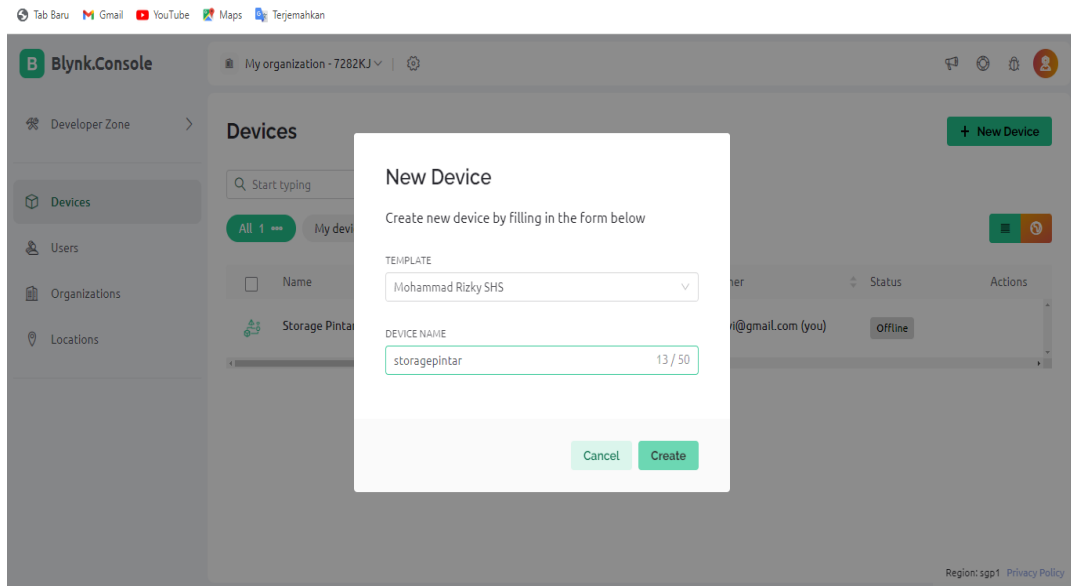 Tab Baru Gmail YouTube Maps Terjemahkan
B Blynk.Console My organization - 7282KJ
Developer Zone
Devices
+ New Device
Devices
Users
Organizations
Locations
Start typing
All 1
My devi
Name
ner Status Actions
Storage Pintar
vi@gmail.com (you) Offline
New Device
Create new device by filling in the form below
TEMPLATE
Mohammad Rizky SHS
DEVICE NAME
storagepintar 13 / 50
Cancel Create
Region: sgp1 Privacy Policy